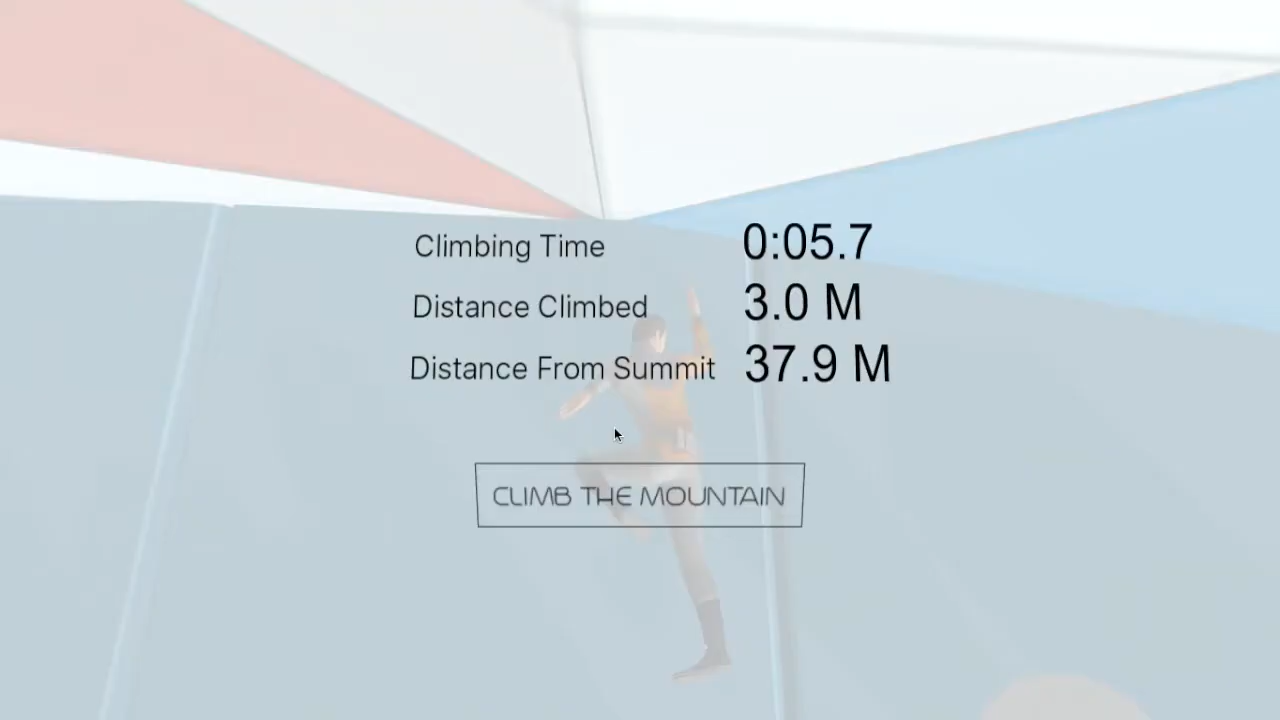 Climbing Time 0:05.7
Distance Climbed 3.0 M
Distance From Summit 37.9 M
CLIMB THE MOUNTAIN